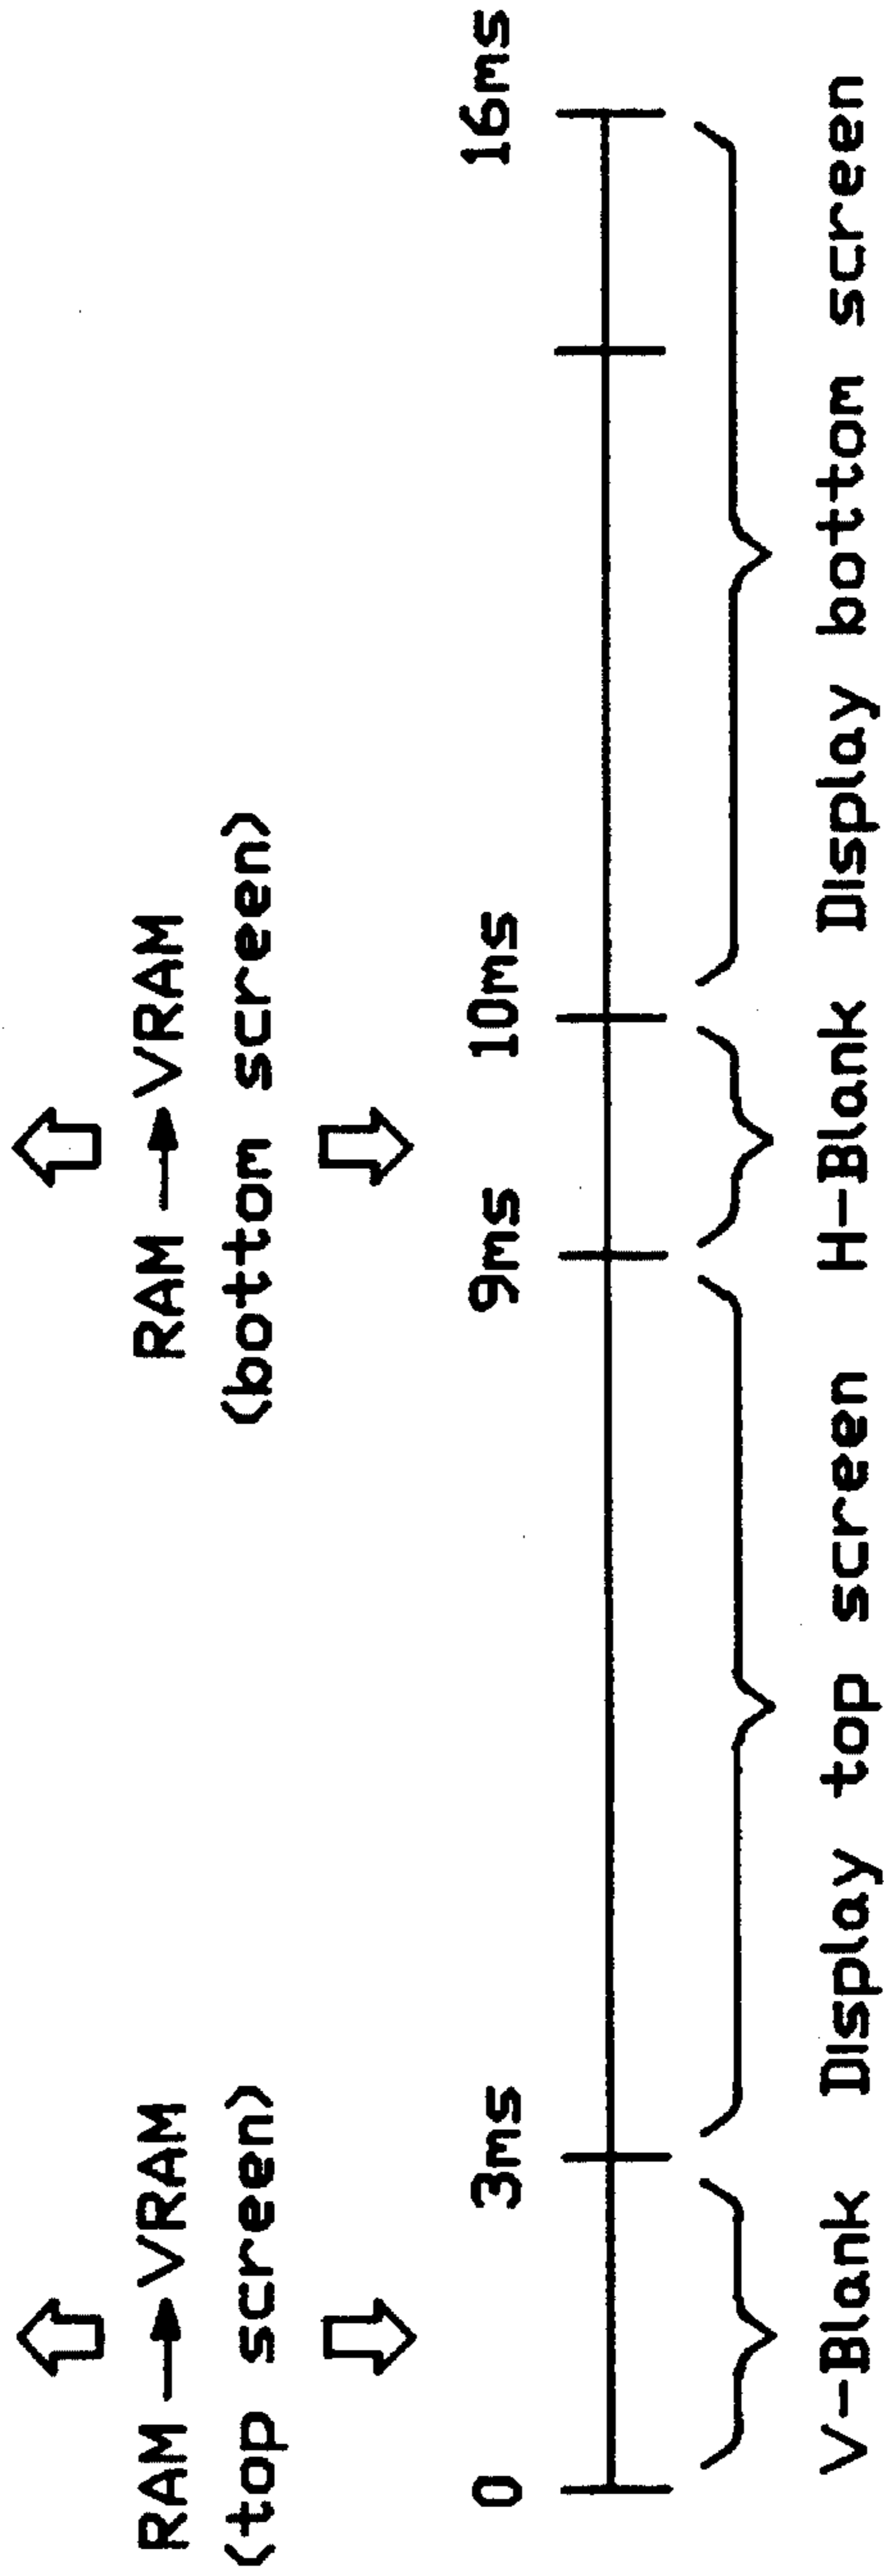 RAM → VRAM
(top screen)
RAM → VRAM
(bottom screen)
0
3ms
9ms
10ms
16ms
V-Blank
Display top screen
H-Blank
Display bottom screen